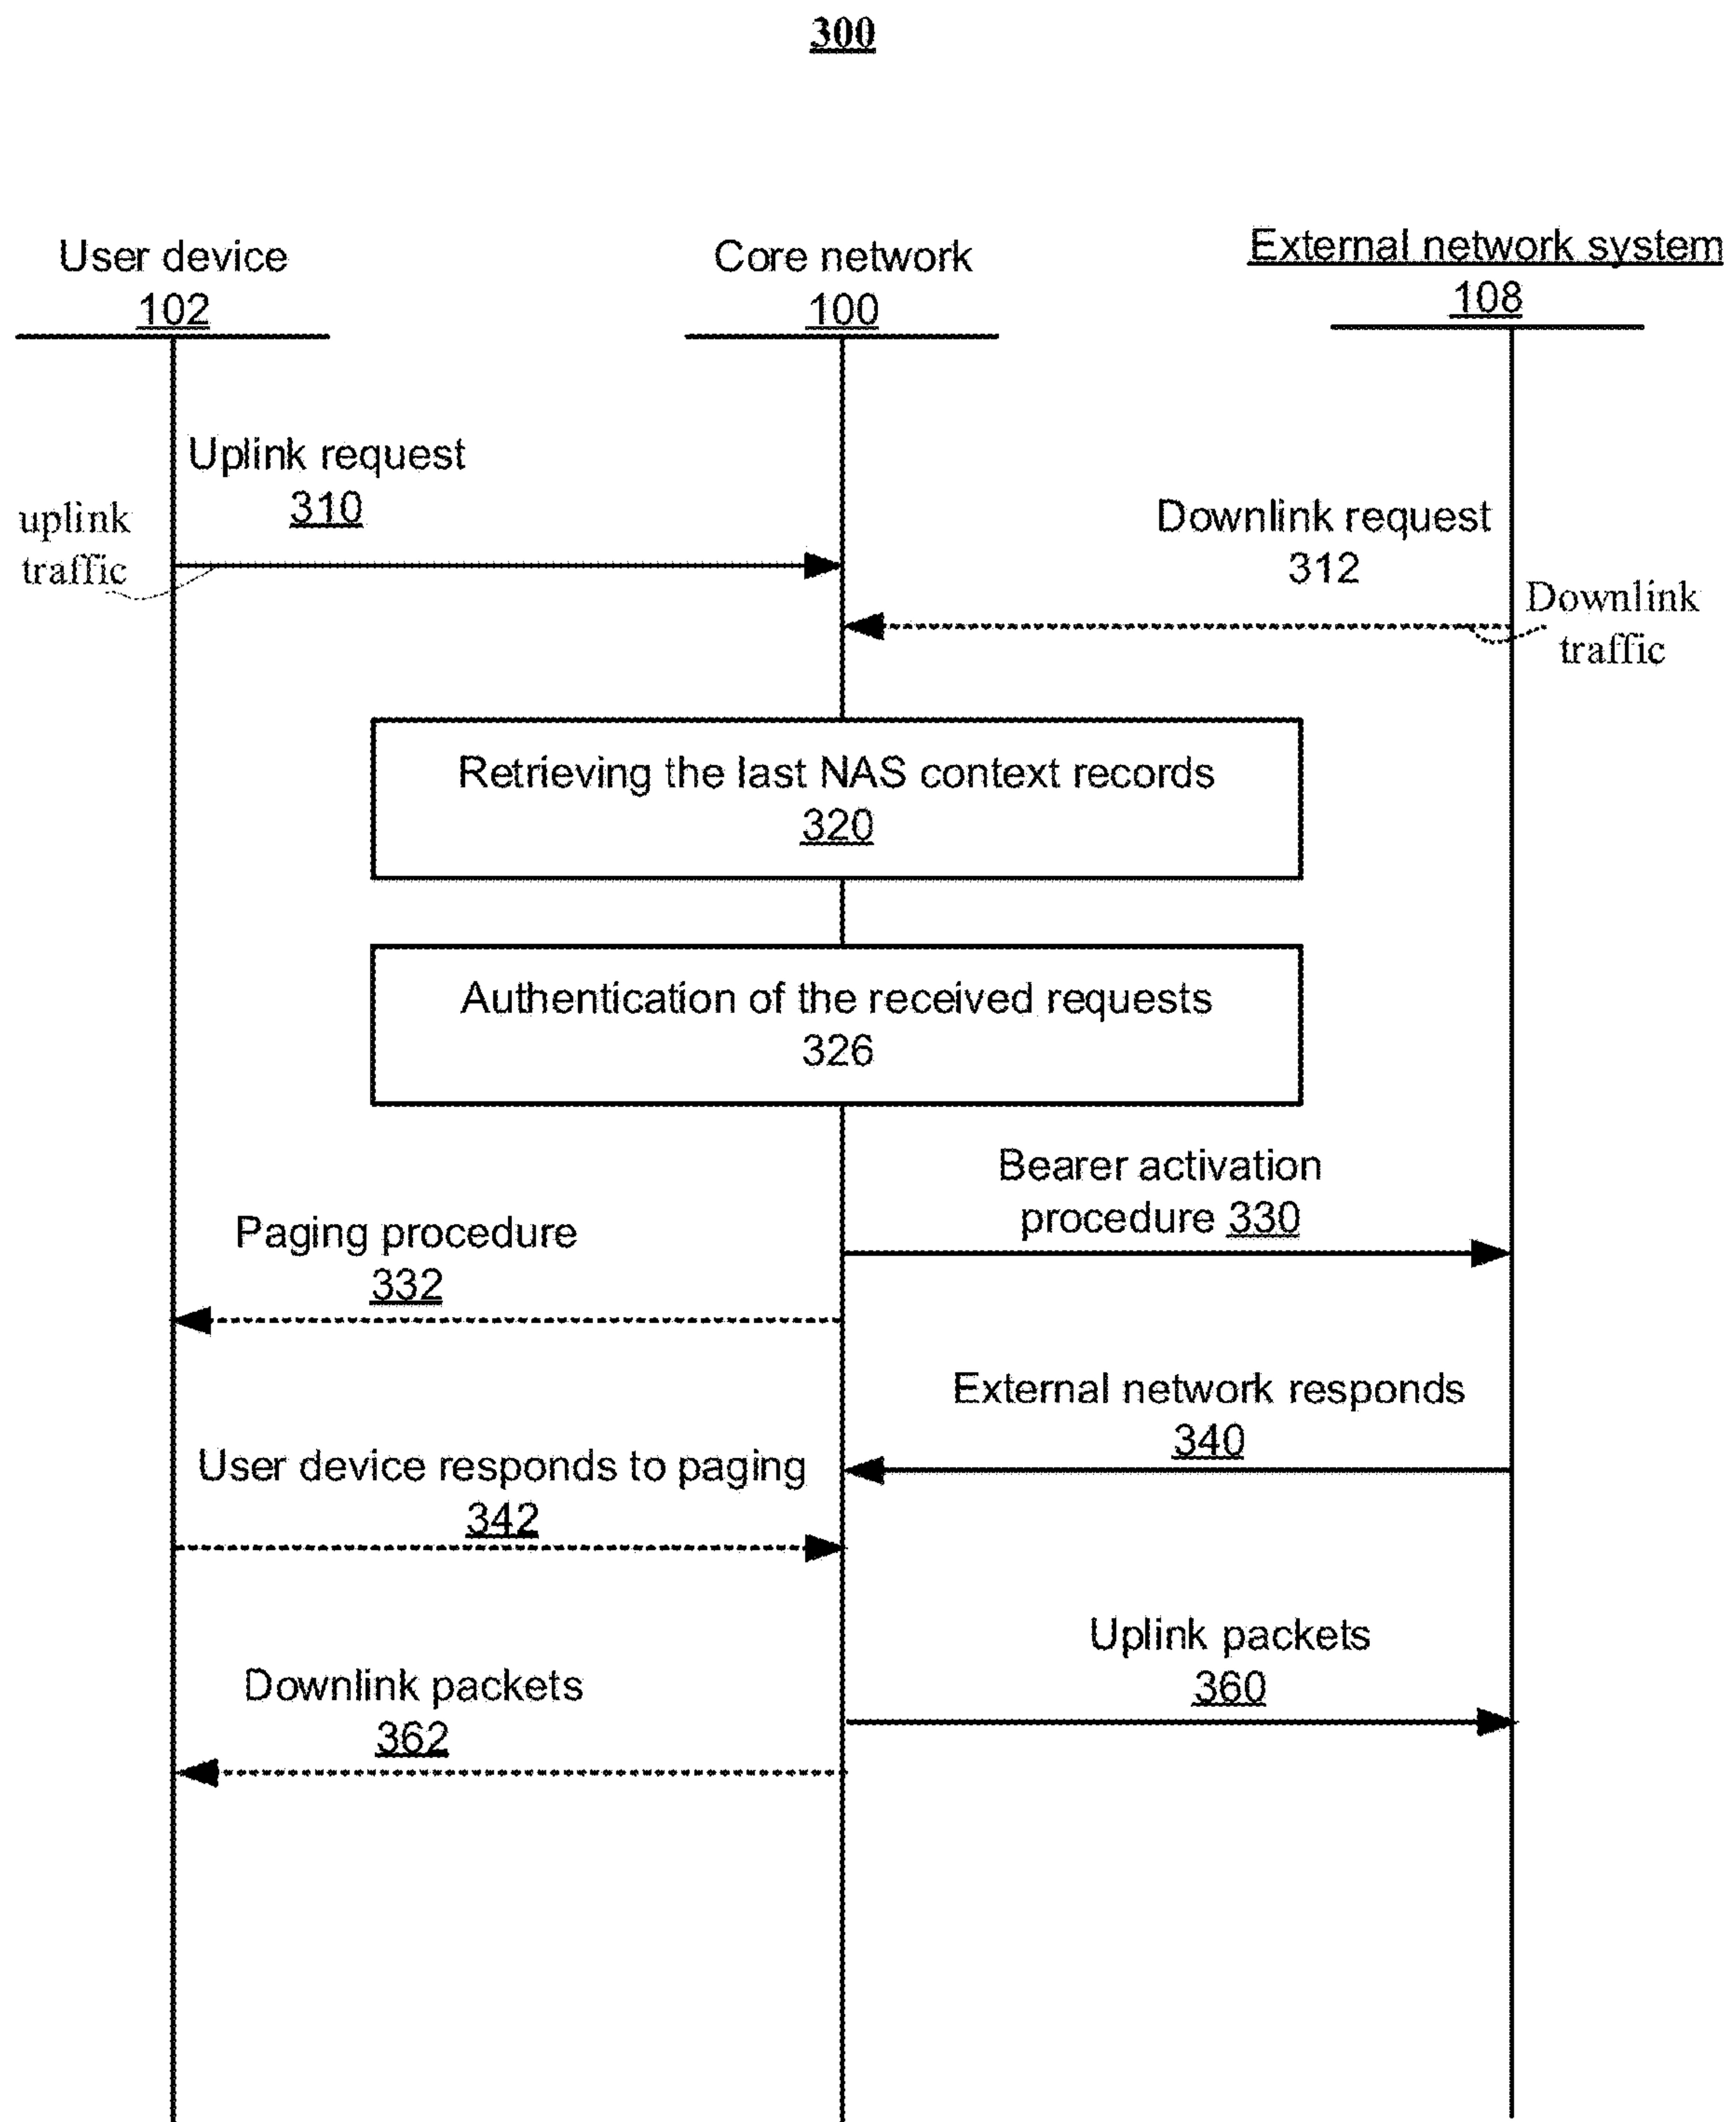 300
User device
102
Core network
100
External network system
108
Uplink request
310
uplink
traffic
Downlink request
312
Downlink
traffic
Retrieving the last NAS context records
320
Authentication of the received requests
326
Bearer activation
procedure 330
Paging procedure
332
External network responds
340
User device responds to paging
342
Uplink packets
360
Downlink packets
362